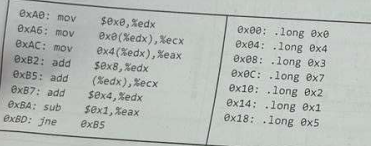 0xA0: mov $0x0,%edx
0xA6: mov 0x0(%edx),%ecx
0xAC: mov 0x4(%edx),%eax
0xB2: add $0x8,%edx
0xB5: add (%edx),%ecx
0xB7: add $0x4,%edx
0xBA: sub $0x1,%eax
0xBD: jne 0xB5
0x00: .long 0x0
0x04: .long 0x4
0x08: .long 0x3
0x0C: .long 0x7
0x10: .long 0x2
0x14: .long 0x1
0x18: .long 0x5